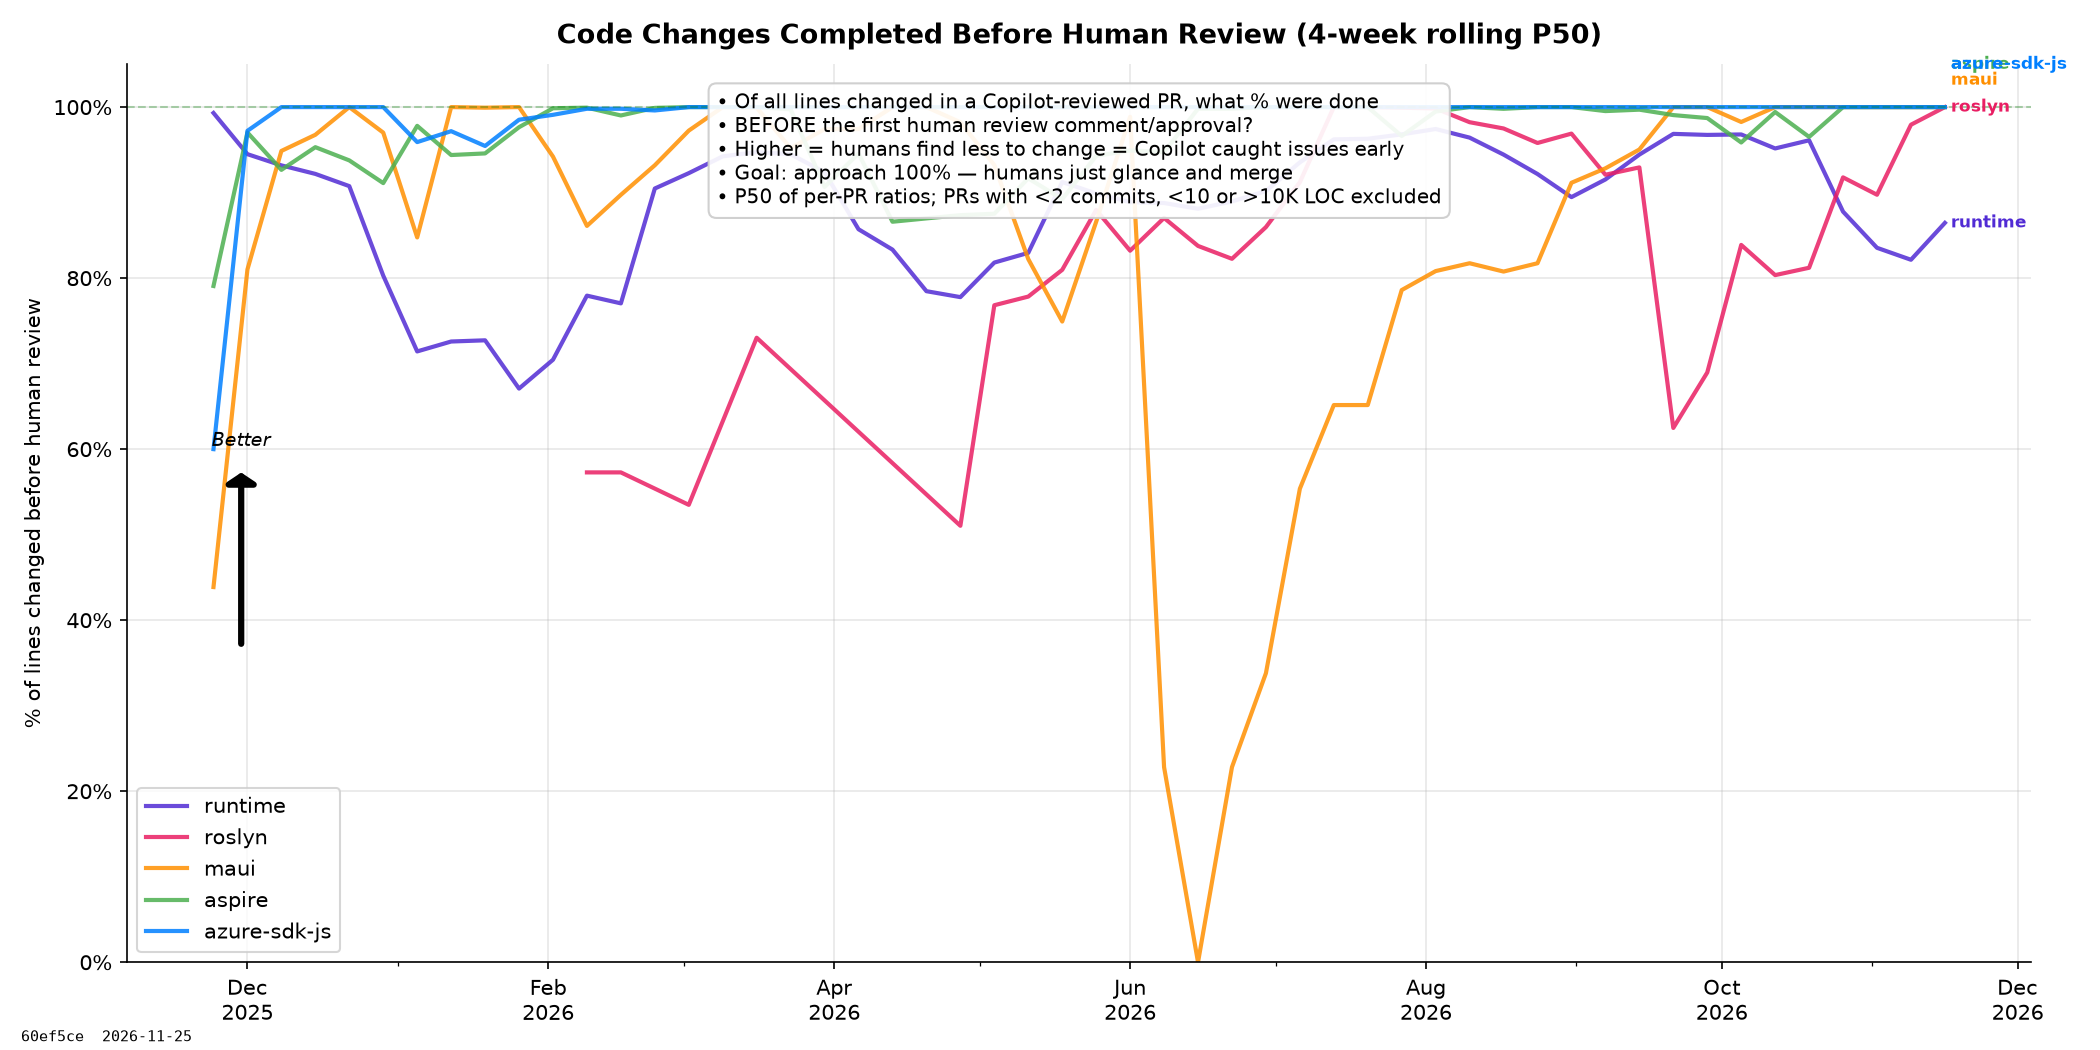 Code Changes Completed Before Human Review (4-week rolling P50)
azure-sdk-js
aspire
maui
roslyn
runtime
• Of all lines changed in a Copilot-reviewed PR, what % were done
• BEFORE the first human review comment/approval?
• Higher = humans find less to change = Copilot caught issues early
• Goal: approach 100% — humans just glance and merge
• P50 of per-PR ratios; PRs with <2 commits, <10 or >10K LOC excluded
100%
80%
60%
40%
20%
0%
% of lines changed before human review
Better
runtime
roslyn
maui
aspire
azure-sdk-js
Dec
2025
Feb
2026
Apr
2026
Jun
2026
Aug
2026
Oct
2026
Dec
2026
60ef5ce 2026-11-25